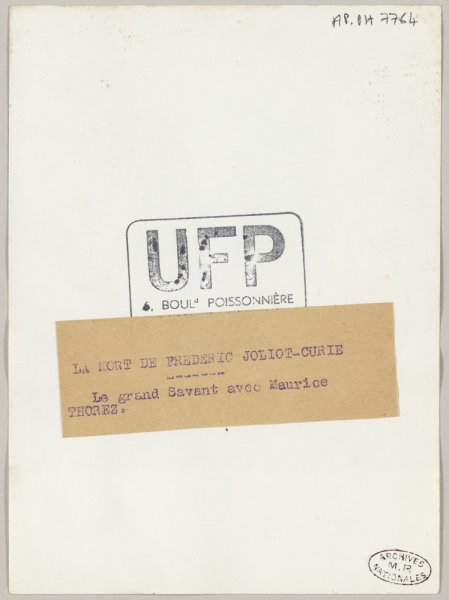 AP.PH 7764
UFP
6, BOUL^d POISSONNIÈRE
LA MORT DE FREDERIC JOLIOT-CURIE
--------
Le grand Savant avec Maurice
THOREZ.
ARCHIVES
M.P.
NATIONALES